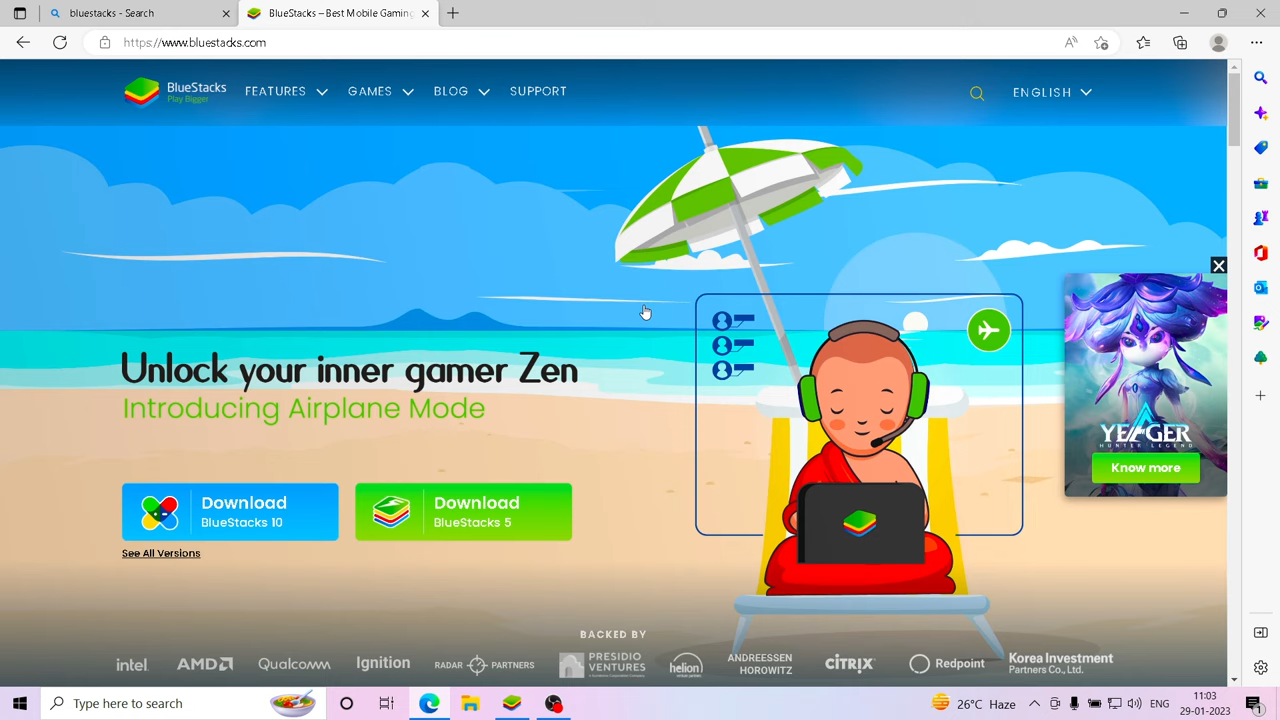 bluestacks - Search
BlueStacks – Best Mobile Gaming
https://www.bluestacks.com
BlueStacks
Play Bigger
FEATURES
GAMES
BLOG
SUPPORT
ENGLISH
Unlock your inner gamer Zen
Introducing Airplane Mode
Download
BlueStacks 10
Download
BlueStacks 5
See All Versions
YEAGER
HUNTER LEGEND
Know more
BACKED BY
intel.
AMD
Qualcomm
Ignition
RADAR PARTNERS
PRESIDIO
VENTURES
helion
ANDREESSEN
HOROWITZ
CITRIX
Redpoint
Korea Investment
Partners Co., Ltd.
Type here to search
26°C Haze
ENG
11:03
29-01-2023
1